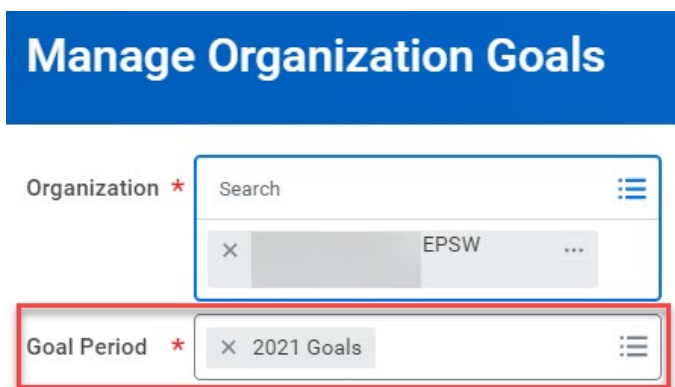 Manage Organization Goals
Organization *
Search
× EPSW ...
Goal Period * × 2021 Goals